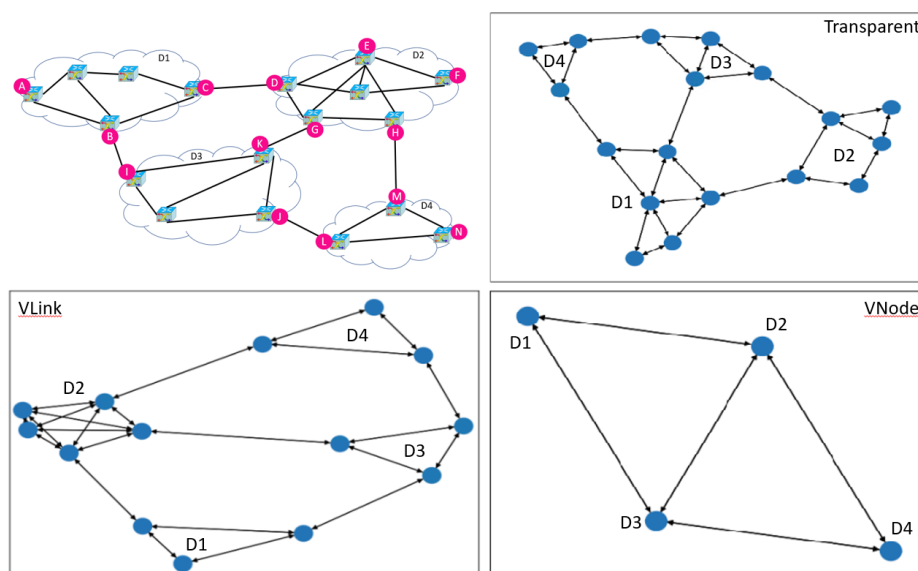 D1
A
C
B
E
D2
F
D
G
H
D3
K
I
J
M
D4
L
N
Transparent
D4
D3
D2
D1
VLink
D4
D2
D3
D1
VNode
D1
D2
D3
D4